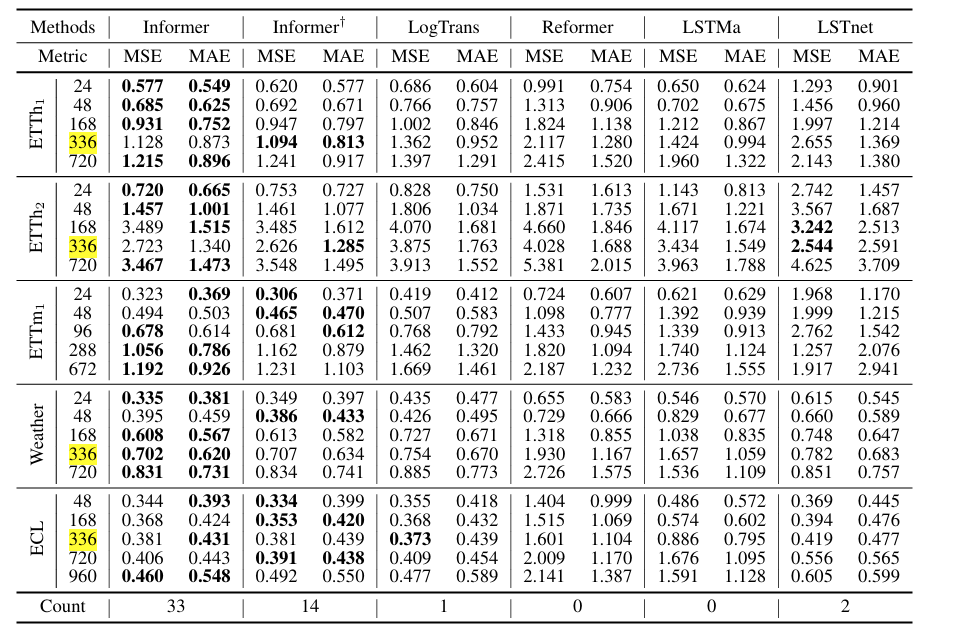 Methods Informer Informer† LogTrans Reformer LSTMa LSTnet
Metric MSE MAE MSE MAE MSE MAE MSE MAE MSE MAE MSE MAE
ETTh1
24 0.577 0.549 0.620 0.577 0.686 0.604 0.991 0.754 0.650 0.624 1.293 0.901
48 0.685 0.625 0.692 0.671 0.766 0.757 1.313 0.906 0.702 0.675 1.456 0.960
168 0.931 0.752 0.947 0.797 1.002 0.846 1.824 1.138 1.212 0.867 1.997 1.214
336 1.128 0.873 1.094 0.813 1.362 0.952 2.117 1.280 1.424 0.994 2.655 1.369
720 1.215 0.896 1.241 0.917 1.397 1.291 2.415 1.520 1.960 1.322 2.143 1.380
ETTh2
24 0.720 0.665 0.753 0.727 0.828 0.750 1.531 1.613 1.143 0.813 2.742 1.457
48 1.457 1.001 1.461 1.077 1.806 1.034 1.871 1.735 1.671 1.221 3.567 1.687
168 3.489 1.515 3.485 1.612 4.070 1.681 4.660 1.846 4.117 1.674 3.242 2.513
336 2.723 1.340 2.626 1.285 3.875 1.763 4.028 1.688 3.434 1.549 2.544 2.591
720 3.467 1.473 3.548 1.495 3.913 1.552 5.381 2.015 3.963 1.788 4.625 3.709
ETTm1
24 0.323 0.369 0.306 0.371 0.419 0.412 0.724 0.607 0.621 0.629 1.968 1.170
48 0.494 0.503 0.465 0.470 0.507 0.583 1.098 0.777 1.392 0.939 1.999 1.215
96 0.678 0.614 0.681 0.612 0.768 0.792 1.433 0.945 1.339 0.913 2.762 1.542
288 1.056 0.786 1.162 0.879 1.462 1.320 1.820 1.094 1.740 1.124 1.257 2.076
672 1.192 0.926 1.231 1.103 1.669 1.461 2.187 1.232 2.736 1.555 1.917 2.941
Weather
24 0.335 0.381 0.349 0.397 0.435 0.477 0.655 0.583 0.546 0.570 0.615 0.545
48 0.395 0.459 0.386 0.433 0.426 0.495 0.729 0.666 0.829 0.677 0.660 0.589
168 0.608 0.567 0.613 0.582 0.727 0.671 1.318 0.855 1.038 0.835 0.748 0.647
336 0.702 0.620 0.707 0.634 0.754 0.670 1.930 1.167 1.657 1.059 0.782 0.683
720 0.831 0.731 0.834 0.741 0.885 0.773 2.726 1.575 1.536 1.109 0.851 0.757
ECL
48 0.344 0.393 0.334 0.399 0.355 0.418 1.404 0.999 0.486 0.572 0.369 0.445
168 0.368 0.424 0.353 0.420 0.368 0.432 1.515 1.069 0.574 0.602 0.394 0.476
336 0.381 0.431 0.381 0.439 0.373 0.439 1.601 1.104 0.886 0.795 0.419 0.477
720 0.406 0.443 0.391 0.438 0.409 0.454 2.009 1.170 1.676 1.095 0.556 0.565
960 0.460 0.548 0.492 0.550 0.477 0.589 2.141 1.387 1.591 1.128 0.605 0.599
Count 33 14 1 0 0 2